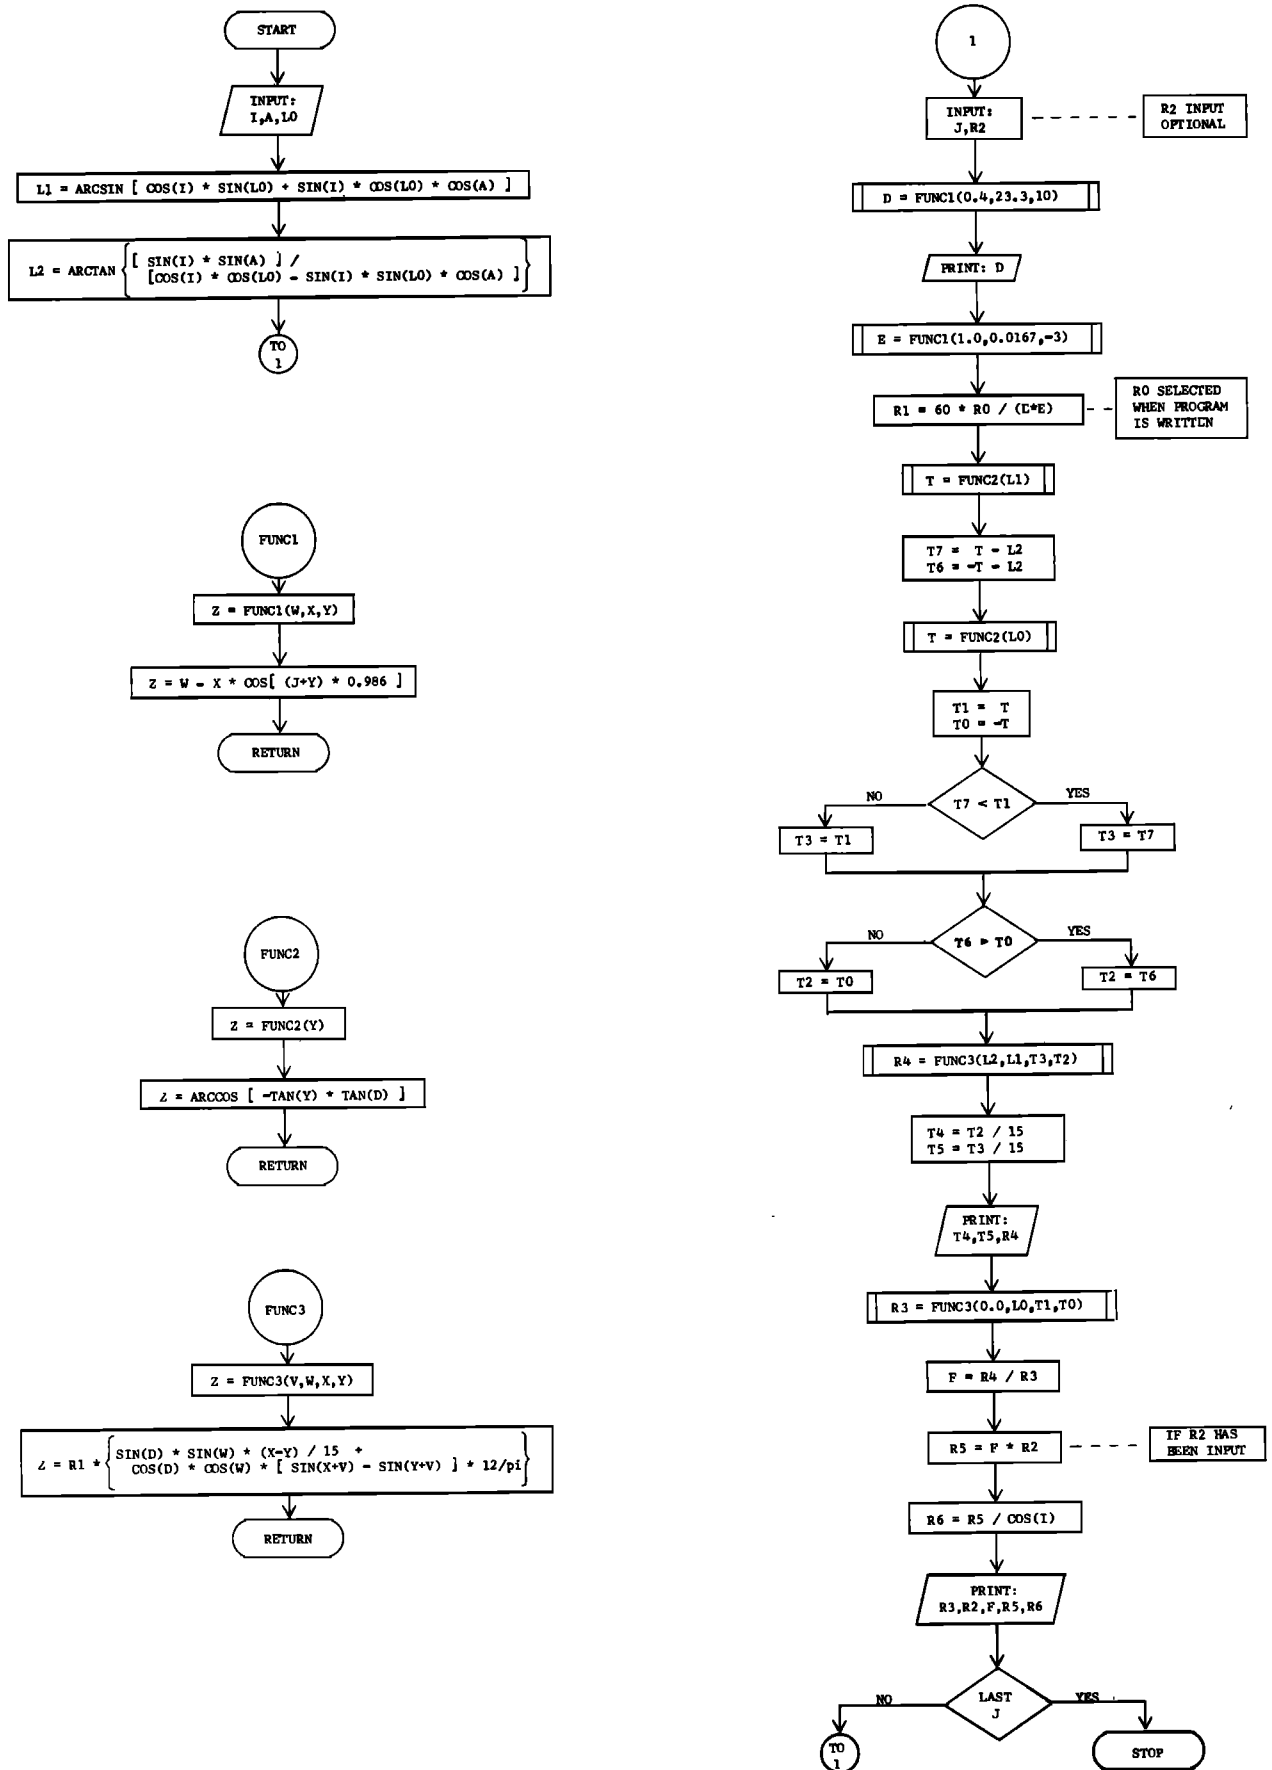 START
INPUT:
I,A,L0
L1 = ARCSIN [ COS(I) * SIN(L0) + SIN(I) * COS(L0) * COS(A) ]
L2 = ARCTAN { [ SIN(I) * SIN(A) ] /
[COS(I) * COS(L0) - SIN(I) * SIN(L0) * COS(A) ] }
TO
1
FUNC1
Z = FUNC1(W,X,Y)
Z = W - X * COS[ (J+Y) * 0.986 ]
RETURN
FUNC2
Z = FUNC2(Y)
Z = ARCCOS [ -TAN(Y) * TAN(D) ]
RETURN
FUNC3
Z = FUNC3(V,W,X,Y)
Z = R1 * { SIN(D) * SIN(W) * (X-Y) / 15 +
COS(D) * COS(W) * [ SIN(X+V) - SIN(Y+V) ] * 12/pi }
RETURN
1
INPUT:
J,R2
R2 INPUT
OPTIONAL
D = FUNC1(0.4,23.3,10)
PRINT: D
E = FUNC1(1.0,0.0167,-3)
R1 = 60 * R0 / (E*E)
R0 SELECTED
WHEN PROGRAM
IS WRITTEN
T = FUNC2(L1)
T7 = T - L2
T6 = -T - L2
T = FUNC2(L0)
T1 = T
T0 = -T
T7 < T1
NO
YES
T3 = T1
T3 = T7
T6 > T0
NO
YES
T2 = T0
T2 = T6
R4 = FUNC3(L2,L1,T3,T2)
T4 = T2 / 15
T5 = T3 / 15
PRINT:
T4,T5,R4
R3 = FUNC3(0.0,L0,T1,T0)
F = R4 / R3
R5 = F * R2
IF R2 HAS
BEEN INPUT
R6 = R5 / COS(I)
PRINT:
R3,R2,F,R5,R6
LAST
J
NO
YES
TO
1
STOP